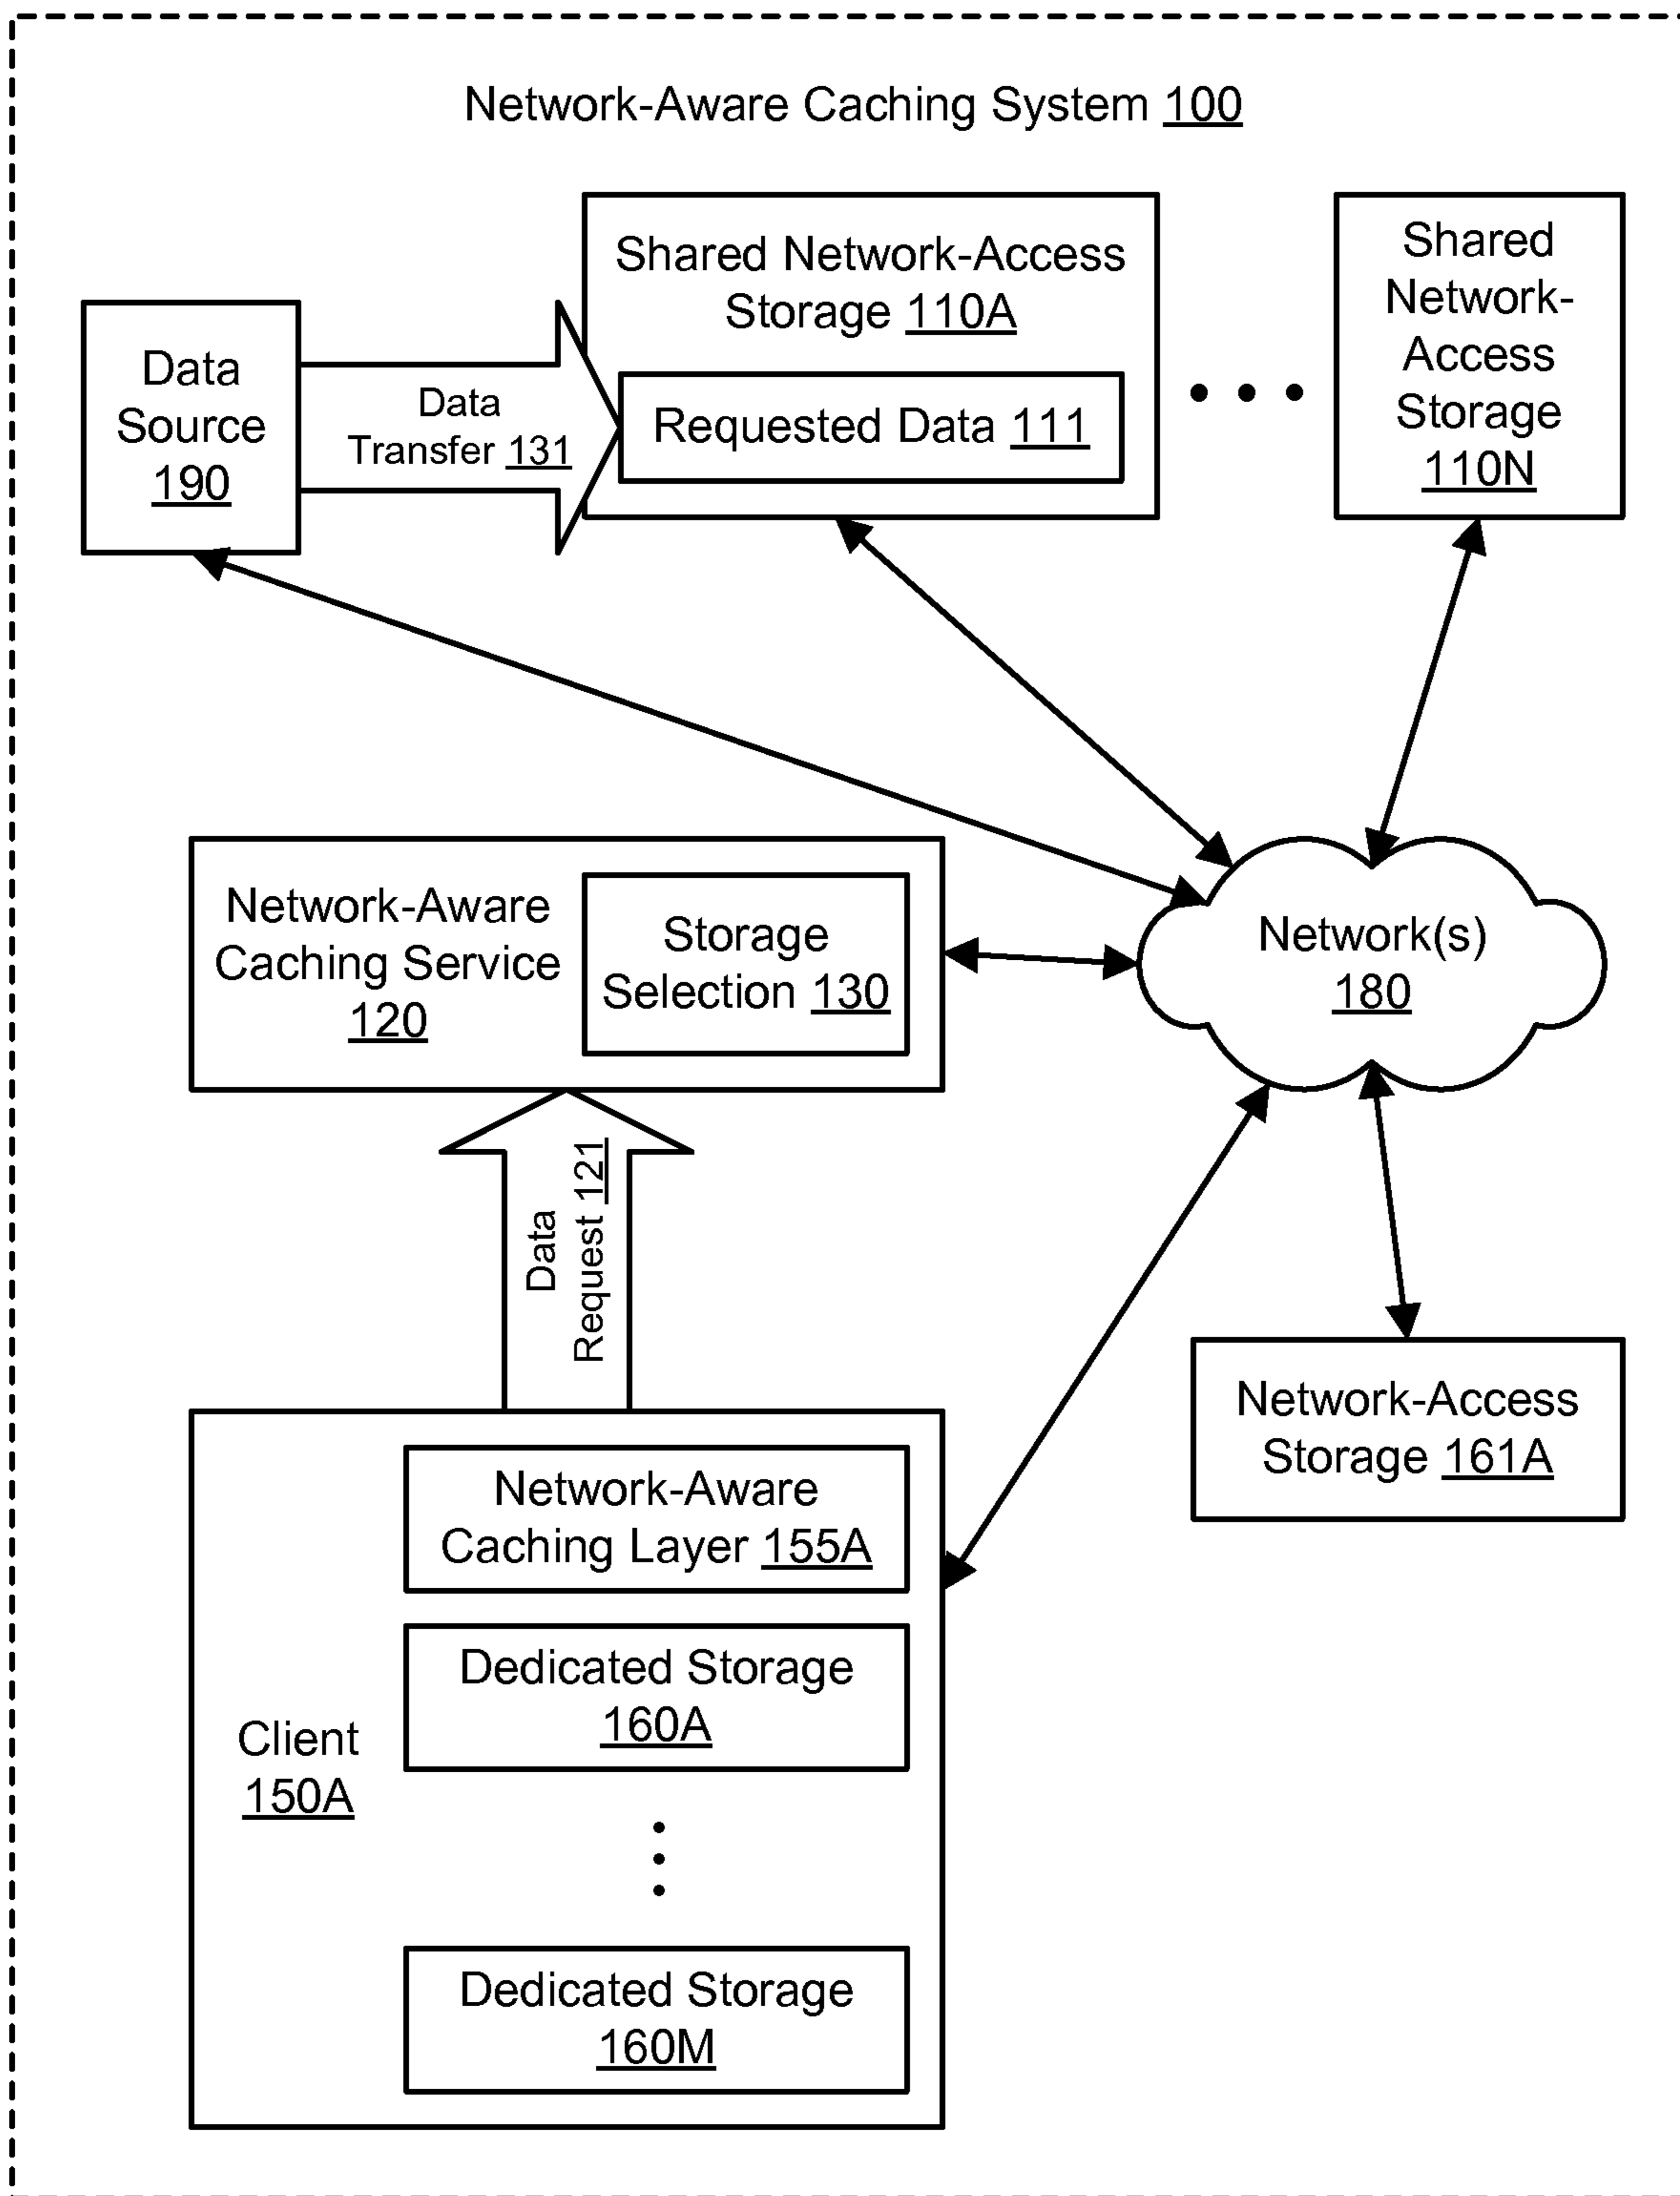 Network-Aware Caching System 100
Data
Source
190
Data
Transfer 131
Shared Network-Access
Storage 110A
Requested Data 111
Shared
Network-
Access
Storage
110N
Network-Aware
Caching Service
120
Storage
Selection 130
Network(s)
180
Data
Request 121
Network-Access
Storage 161A
Client
150A
Network-Aware
Caching Layer 155A
Dedicated Storage
160A
Dedicated Storage
160M